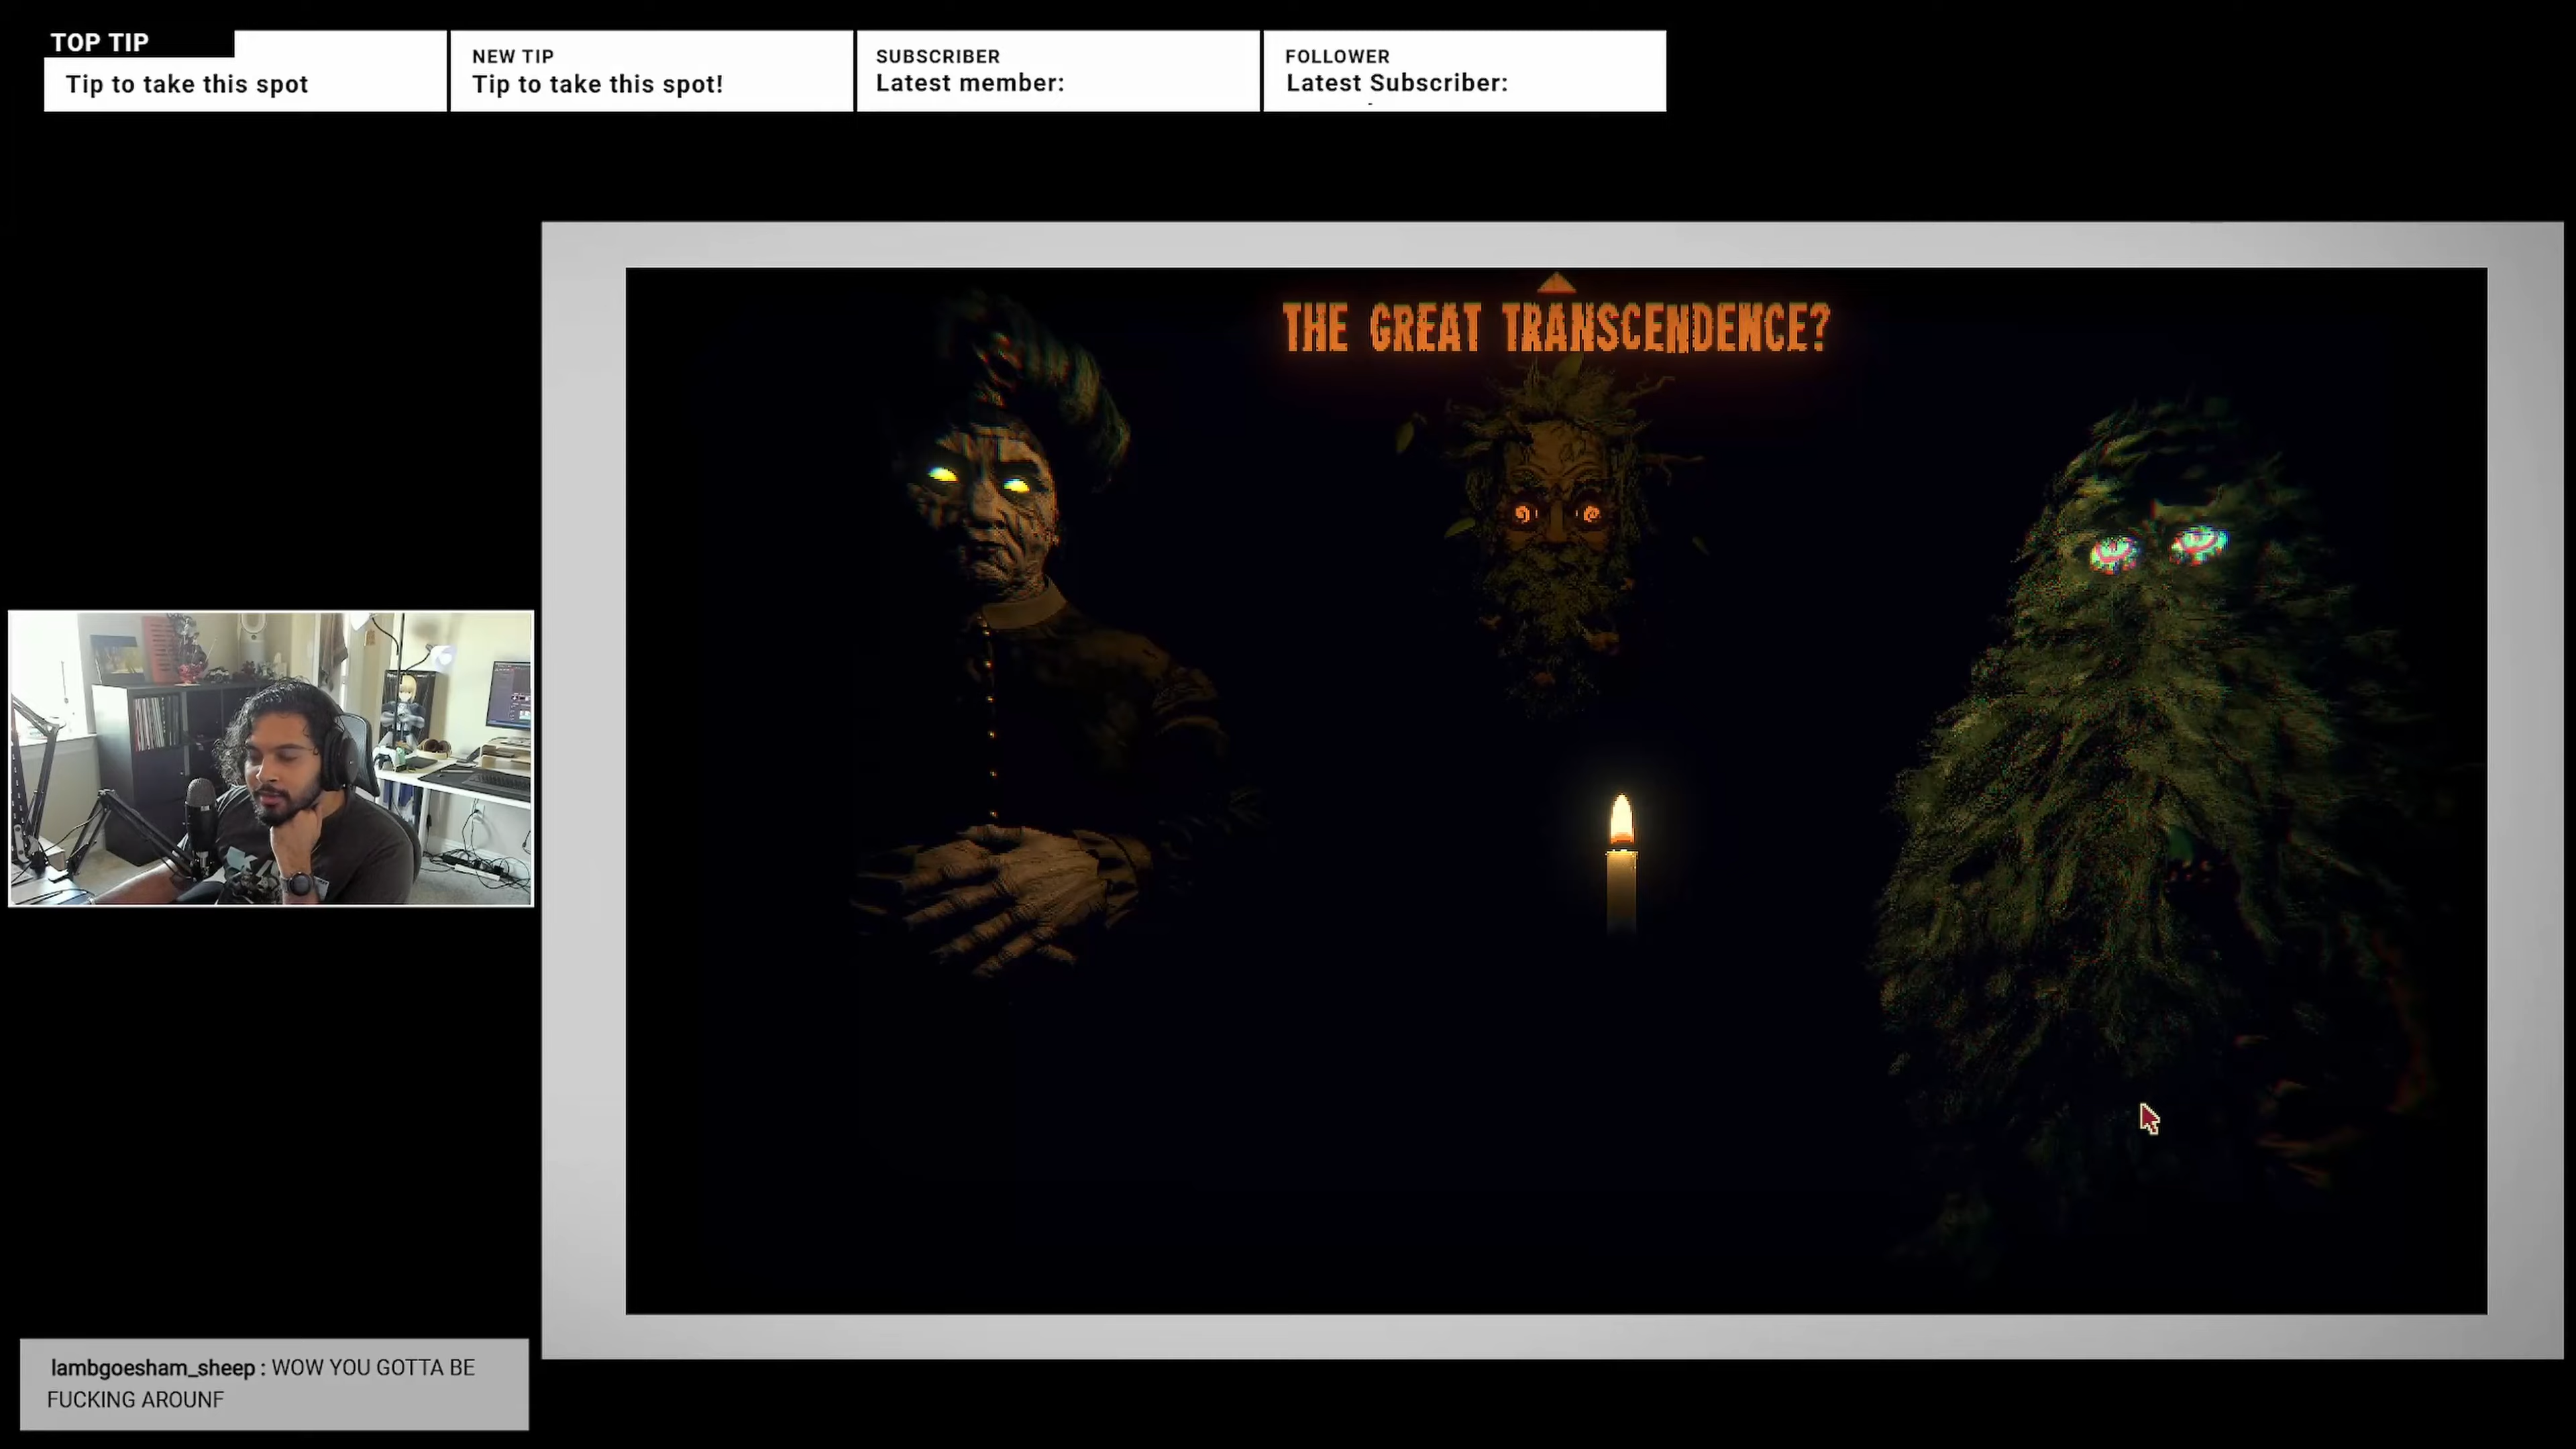 TOP TIP
Tip to take this spot
NEW TIP
Tip to take this spot!
SUBSCRIBER
Latest member:
FOLLOWER
Latest Subscriber:
THE GREAT TRANSCENDENCE?
lambgoesham_sheep : WOW YOU GOTTA BE
FUCKING AROUNF